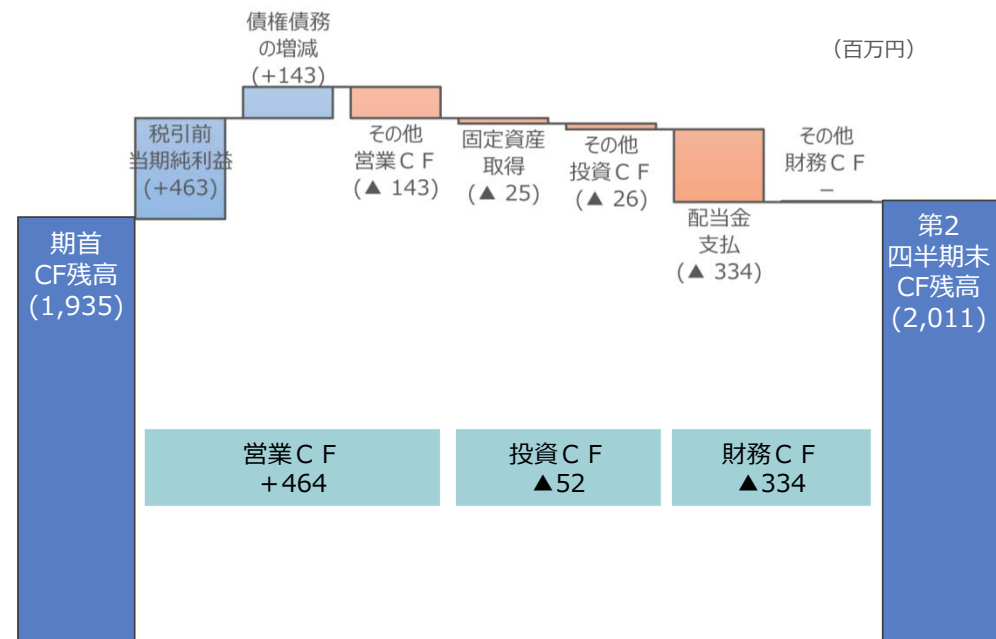 （百万円）
期首
CF残高
(1,935)
税引前
当期純利益
(+463)
債権債務
の増減
(+143)
その他
営業ＣＦ
(▲ 143)
固定資産
取得
(▲ 25)
その他
投資ＣＦ
(▲ 26)
配当金
支払
(▲ 334)
その他
財務ＣＦ
−
第2
四半期末
CF残高
(2,011)
営業ＣＦ
＋464
投資ＣＦ
▲52
財務ＣＦ
▲334